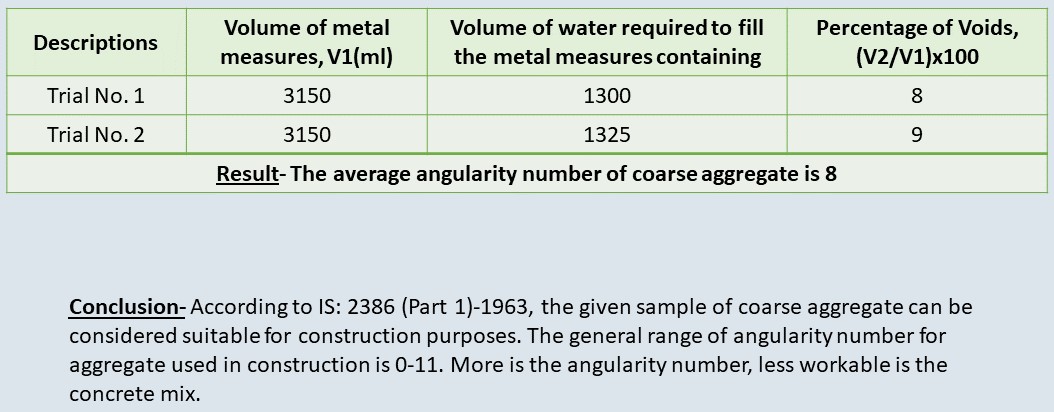 Descriptions
Volume of metal
measures, V1(ml)
Volume of water required to fill
the metal measures containing
Percentage of Voids,
(V2/V1)x100
Trial No. 1 3150 1300 8
Trial No. 2 3150 1325 9
Result- The average angularity number of coarse aggregate is 8
Conclusion- According to IS: 2386 (Part 1)-1963, the given sample of coarse aggregate can be
considered suitable for construction purposes. The general range of angularity number for
aggregate used in construction is 0-11. More is the angularity number, less workable is the
concrete mix.